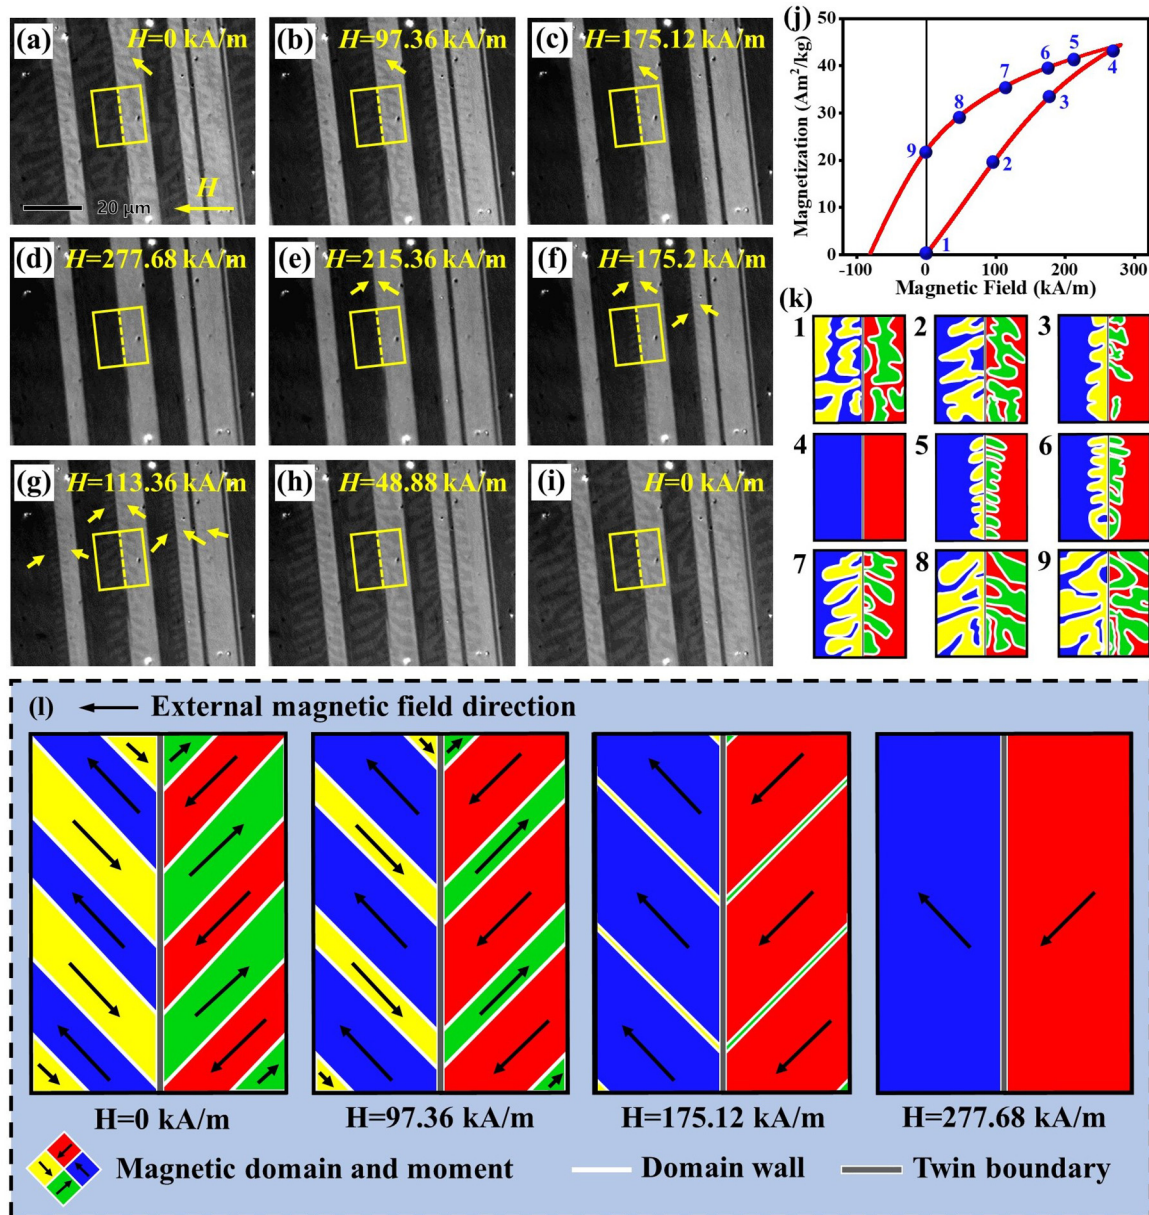 (a) H=0 kA/m
20 μm
H
(b) H=97.36 kA/m
(c) H=175.12 kA/m
(d) H=277.68 kA/m
(e) H=215.36 kA/m
(f) H=175.2 kA/m
(g) H=113.36 kA/m
(h) H=48.88 kA/m
(i) H=0 kA/m
(j)
Magnetization (Am²/kg)
50
40
30
20
10
0
-100 0 100 200 300
Magnetic Field (kA/m)
1
2
3
4
5
6
7
8
9
(k)
1 2 3
4 5 6
7 8 9
(l) External magnetic field direction
H=0 kA/m H=97.36 kA/m H=175.12 kA/m H=277.68 kA/m
Magnetic domain and moment Domain wall Twin boundary